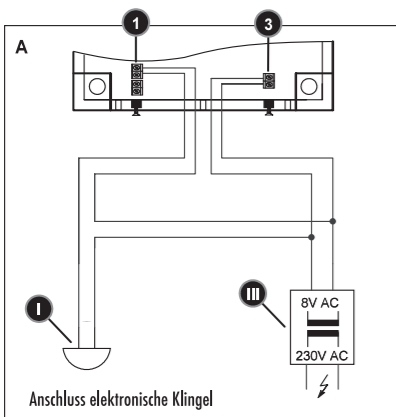 A
1
3
I
III
8V AC
230V AC
Anschluss elektronische Klingel